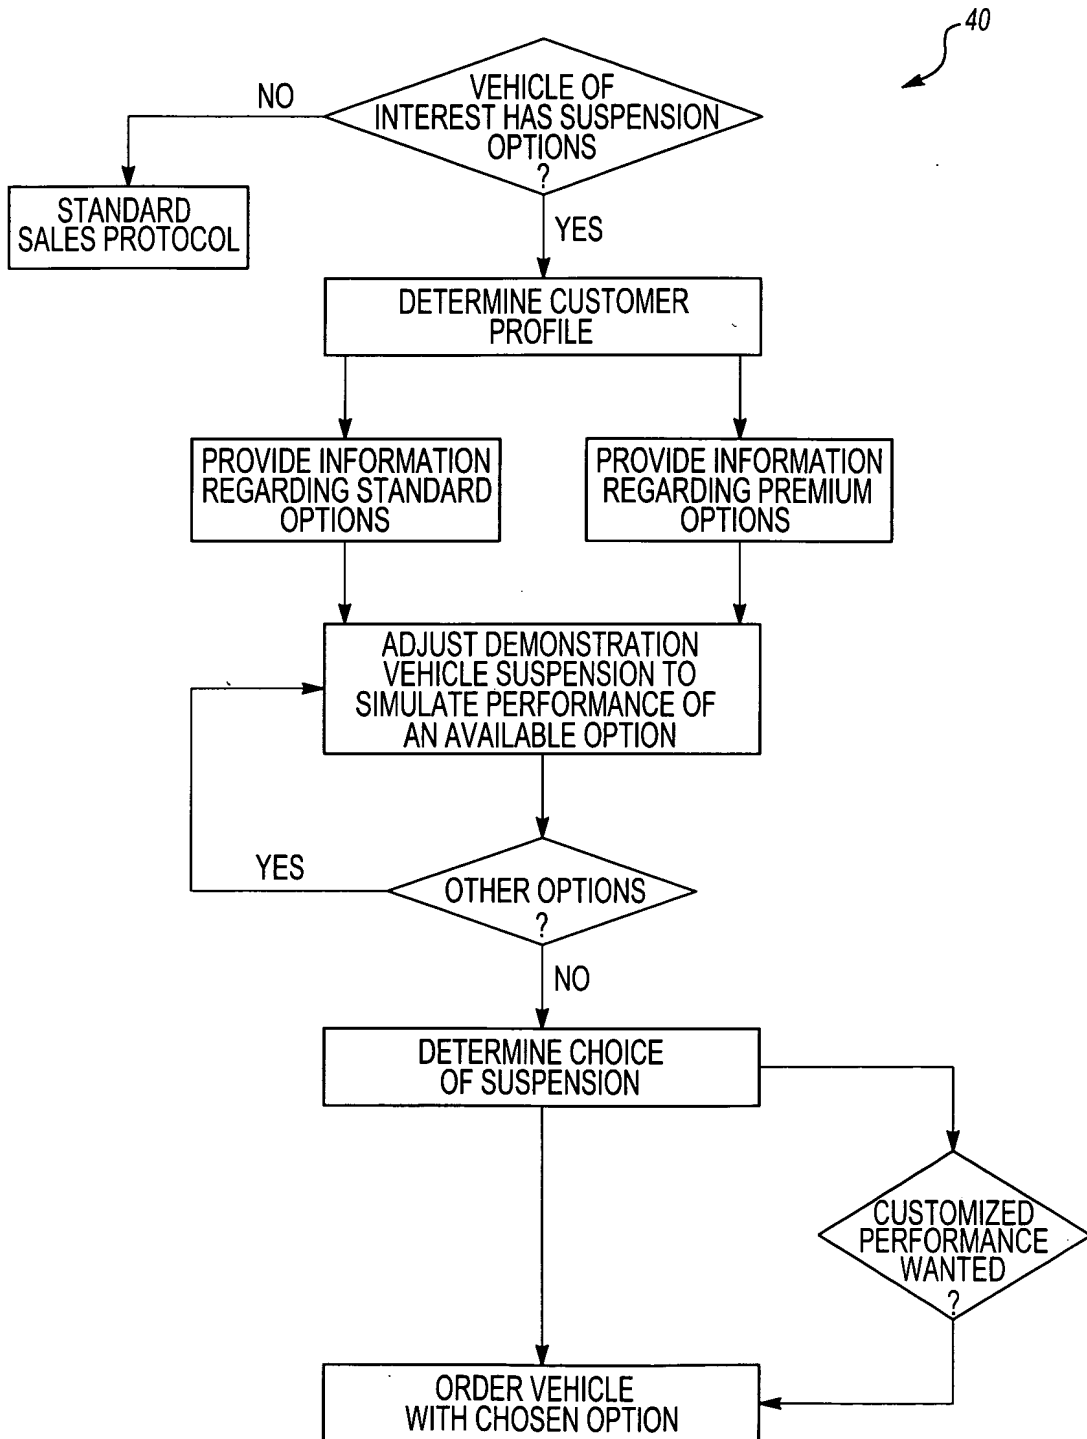 40
VEHICLE OF
INTEREST HAS SUSPENSION
OPTIONS
?
NO
STANDARD
SALES PROTOCOL
YES
DETERMINE CUSTOMER
PROFILE
PROVIDE INFORMATION
REGARDING STANDARD
OPTIONS
PROVIDE INFORMATION
REGARDING PREMIUM
OPTIONS
ADJUST DEMONSTRATION
VEHICLE SUSPENSION TO
SIMULATE PERFORMANCE OF
AN AVAILABLE OPTION
YES
OTHER OPTIONS
?
NO
DETERMINE CHOICE
OF SUSPENSION
CUSTOMIZED
PERFORMANCE
WANTED
?
ORDER VEHICLE
WITH CHOSEN OPTION